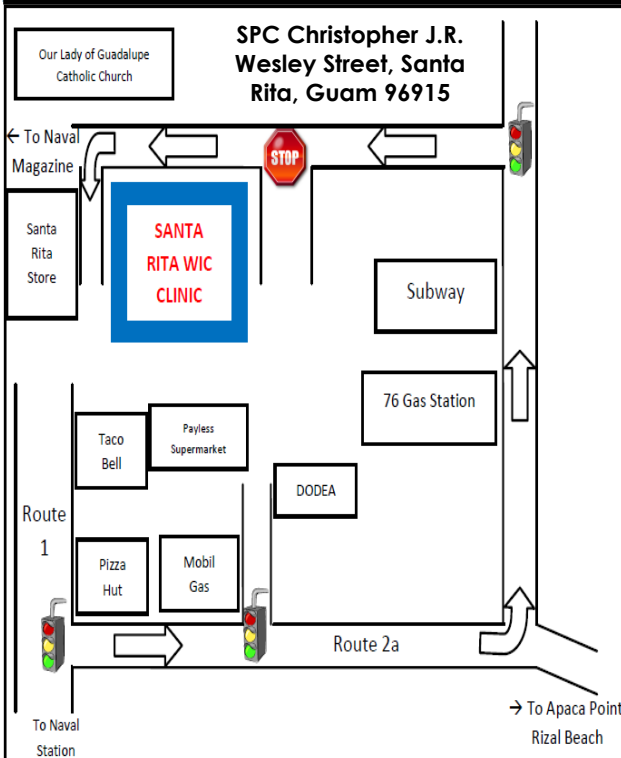 SPC Christopher J.R.
Wesley Street, Santa
Rita, Guam 96915
Our Lady of Guadalupe
Catholic Church
← To Naval
Magazine
STOP
Santa
Rita
Store
SANTA
RITA WIC
CLINIC
Subway
76 Gas Station
Taco
Bell
Payless
Supermarket
DODEA
Route
1
Pizza
Hut
Mobil
Gas
Route 2a
To Naval
Station
→ To Apaca Point
Rizal Beach